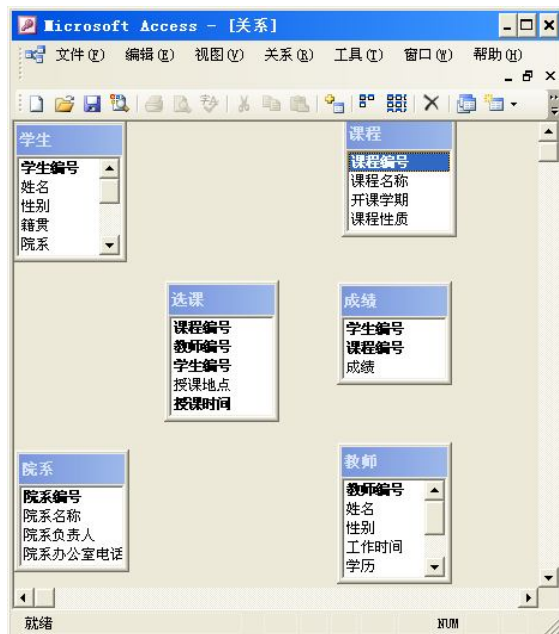 Microsoft Access - [关系]
文件(F) 编辑(E) 视图(V) 关系(R) 工具(T) 窗口(W) 帮助(H)
学生
学生编号
姓名
性别
籍贯
院系
课程
课程编号
课程名称
开课学期
课程性质
选课
课程编号
教师编号
学生编号
授课地点
授课时间
成绩
学生编号
课程编号
成绩
院系
院系编号
院系名称
院系负责人
院系办公室电话
教师
教师编号
姓名
性别
工作时间
学历
就绪 NUM